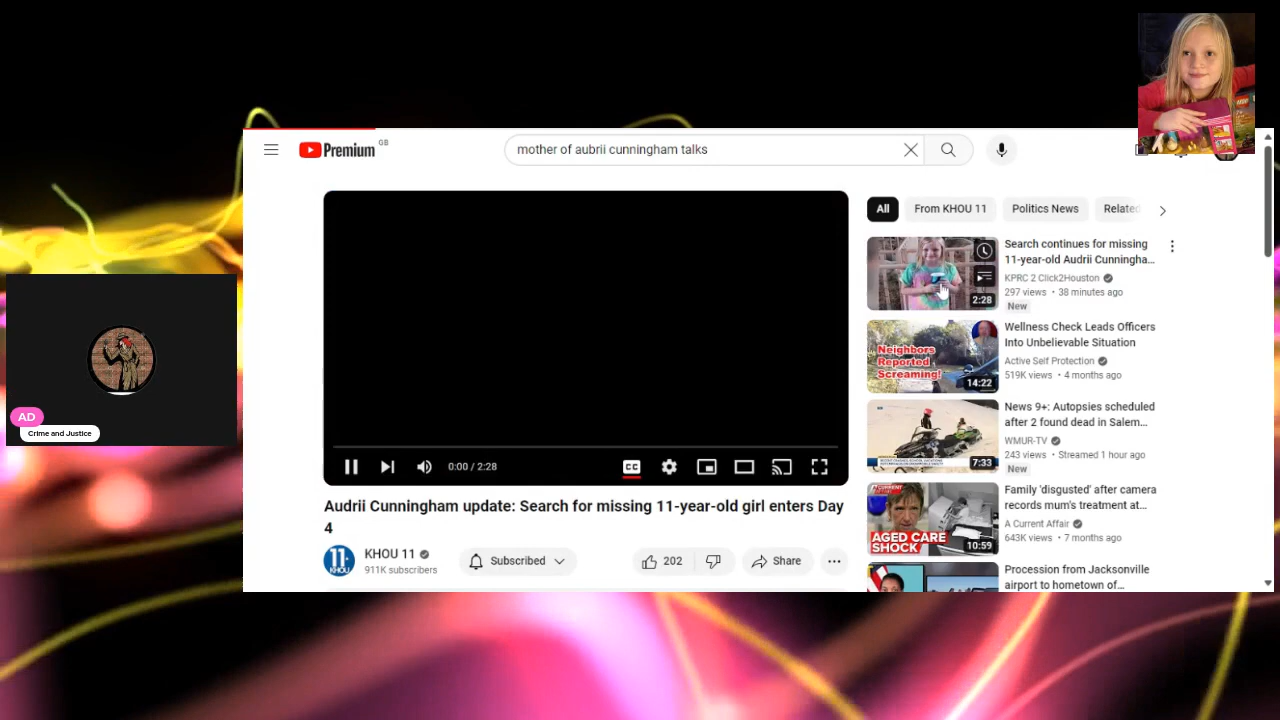 Premium GB
mother of aubrii cunningham talks
All
From KHOU 11
Politics News
Related
Search continues for missing
11-year-old Audrii Cunningha...
KPRC 2 Click2Houston
297 views • 38 minutes ago
New
2:28
Wellness Check Leads Officers
Into Unbelievable Situation
Active Self Protection
519K views • 4 months ago
Neighbors
Reported
Screaming!
14:22
AD
Crime and Justice
News 9+: Autopsies scheduled
after 2 found dead in Salem...
WMUR-TV
243 views • Streamed 1 hour ago
New
7:33
0:00 / 2:28
CC
Audrii Cunningham update: Search for missing 11-year-old girl enters Day
4
KHOU 11
911K subscribers
11
KHOU
Subscribed
202
Share
Family 'disgusted' after camera
records mum's treatment at...
A Current Affair
643K views • 7 months ago
AGED CARE
SHOCK
10:59
Procession from Jacksonville
airport to hometown of...